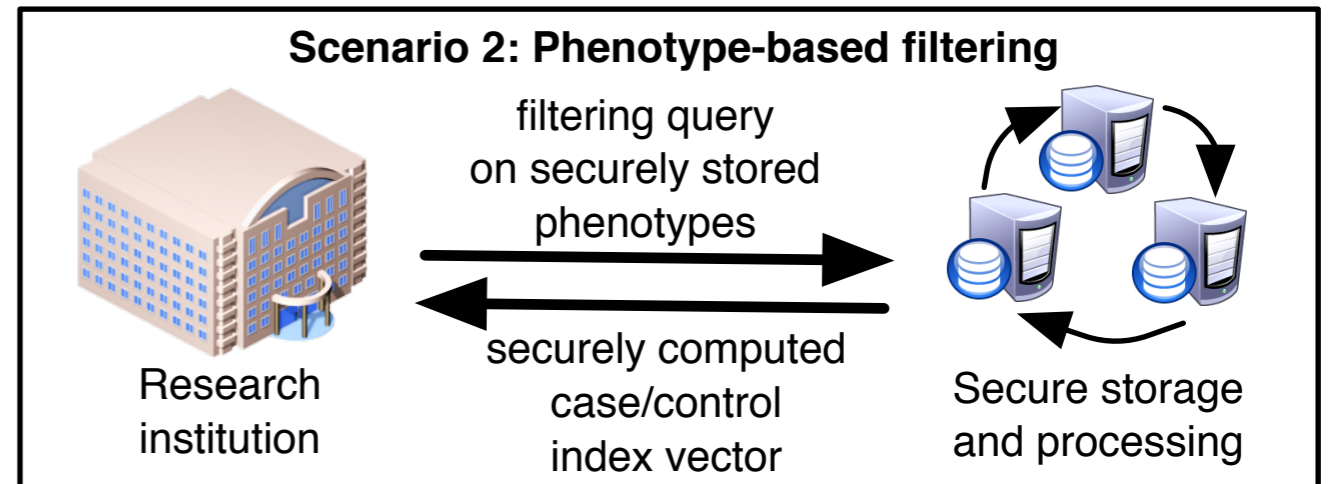 Scenario 2: Phenotype-based filtering
filtering query
on securely stored
phenotypes
securely computed
case/control
index vector
Research
institution
Secure storage
and processing